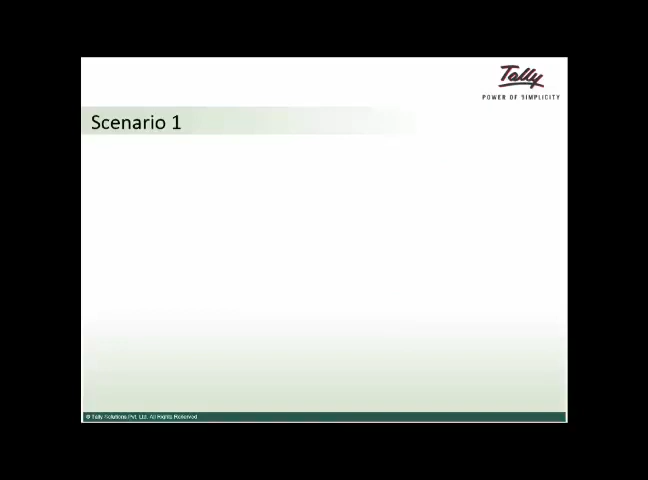 Tally
POWER OF SIMPLICITY
Scenario 1
© Tally Solutions Pvt. Ltd. All Rights Reserved